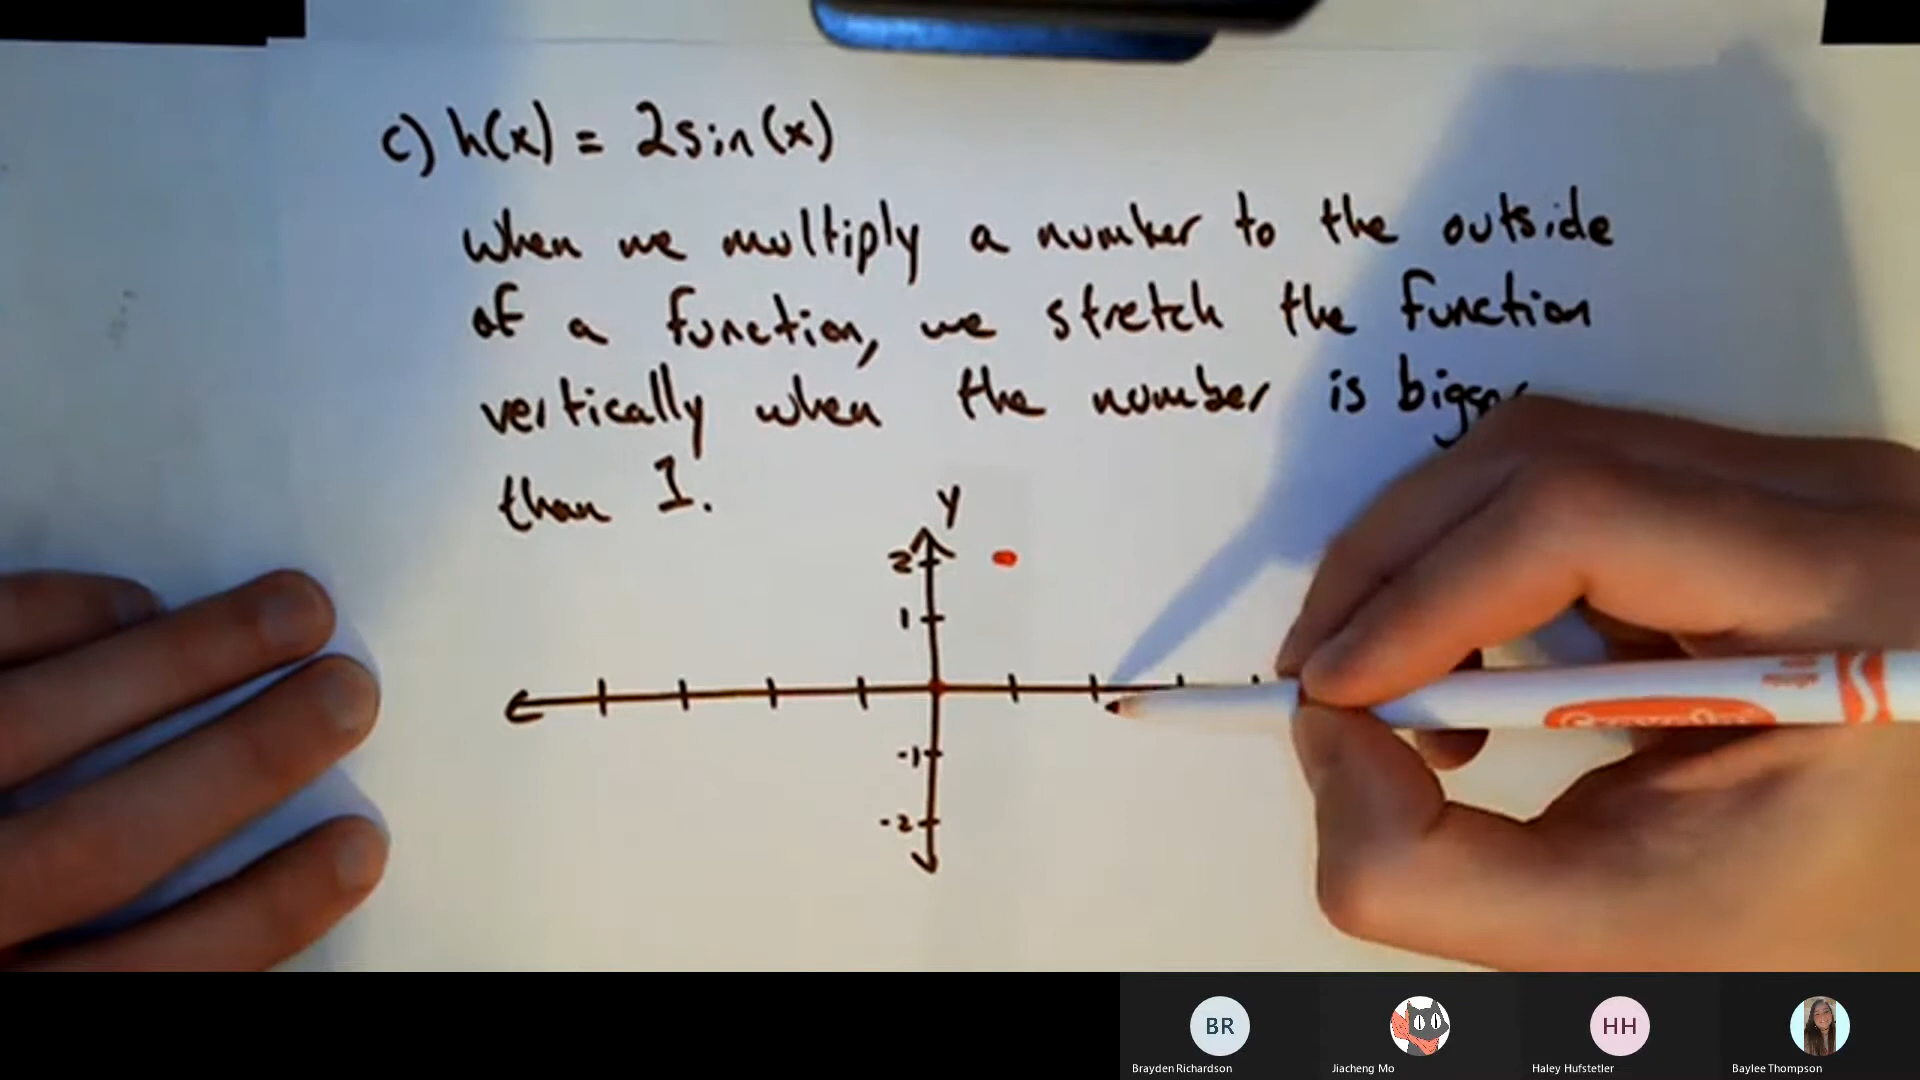 c) h(x) = 2sin(x)
When we multiply a number to the outside
of a function, we stretch the function
vertically when the number is
than 1.
y
2
1
-1
-2
BR
HH
Brayden Richardson
Jiacheng Mo
Haley Hufstetler
Baylee Thompson